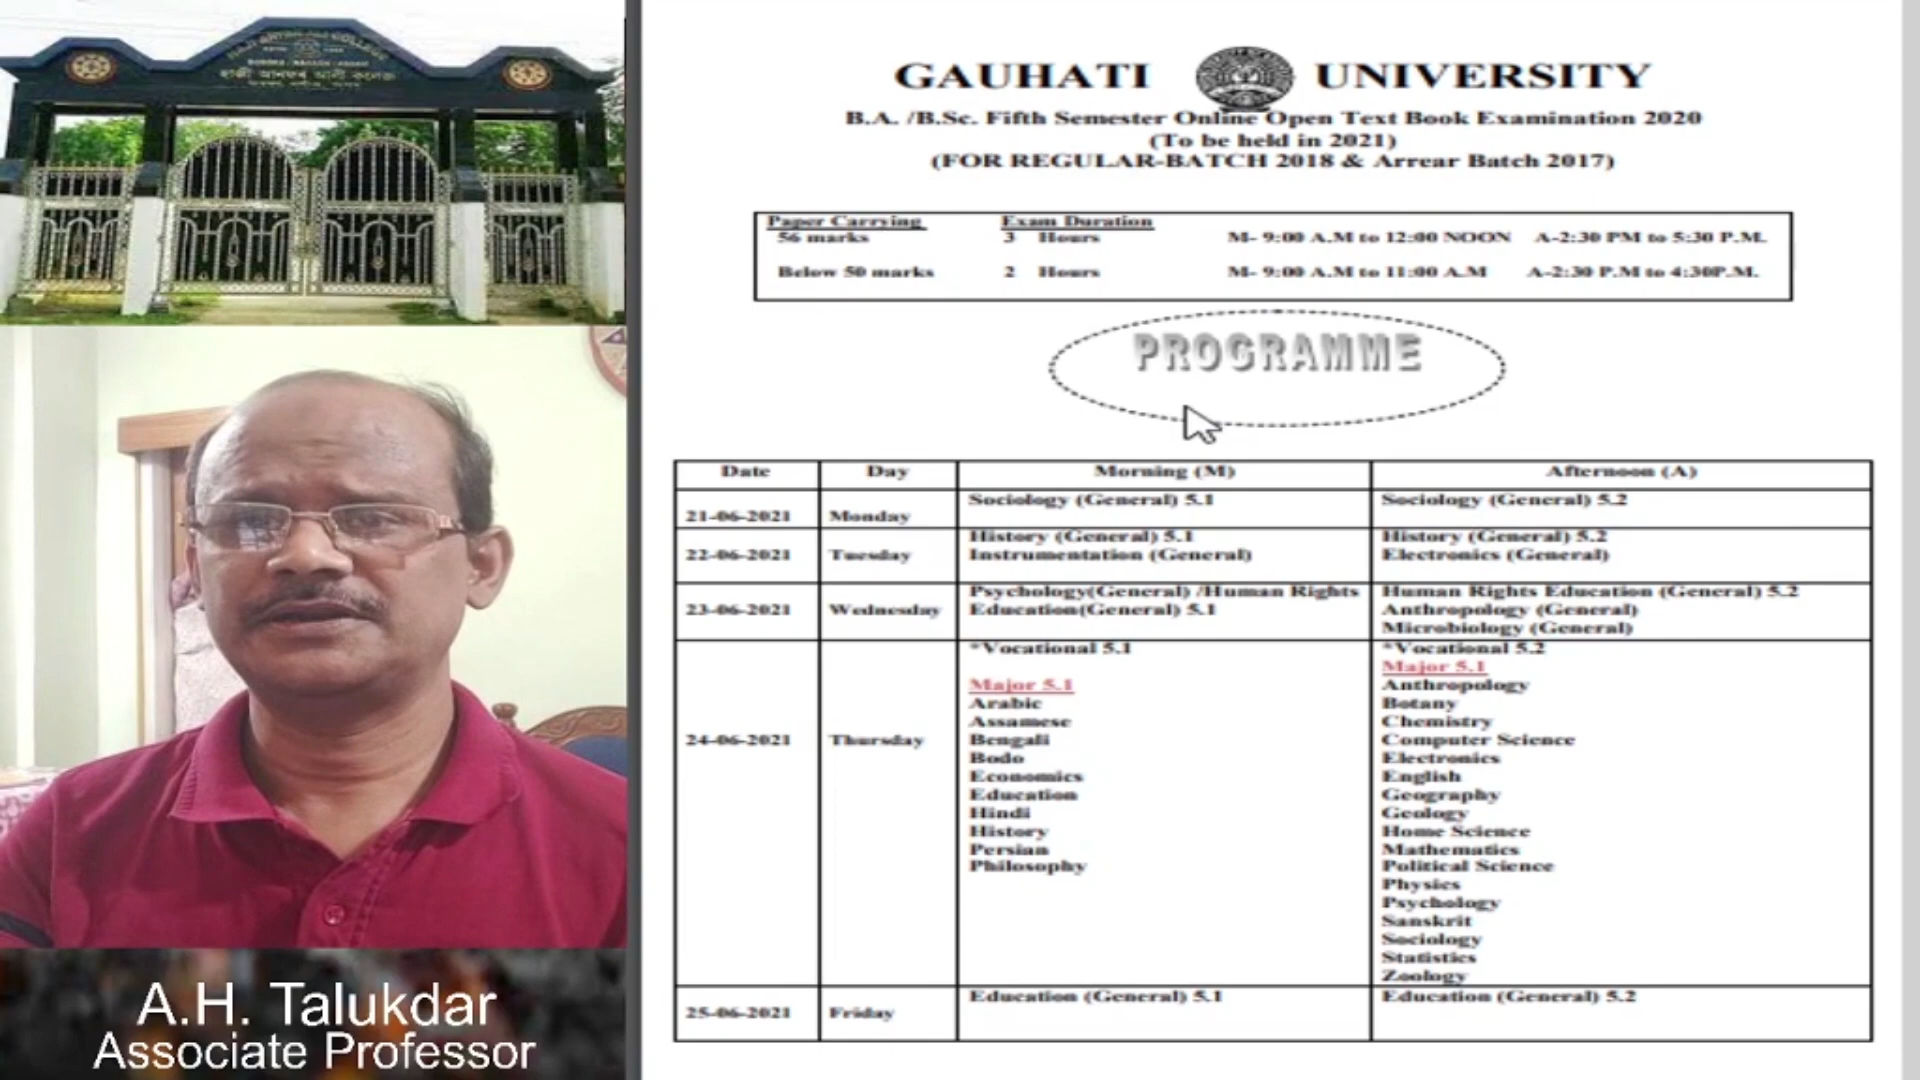 হাজী আনফর আলী কলেজ
A.H. Talukdar
Associate Professor
GAUHATI UNIVERSITY
B.A. /B.Sc. Fifth Semester Online Open Text Book Examination 2020
(To be held in 2021)
(FOR REGULAR-BATCH 2018 & Arrear Batch 2017)
Paper Carrying Exam Duration
56 marks 3 Hours M- 9:00 A.M to 12:00 NOON A-2:30 PM to 5:30 P.M.
Below 50 marks 2 Hours M- 9:00 A.M to 11:00 A.M A-2:30 P.M to 4:30P.M.
PROGRAMME
Date Day Morning (M) Afternoon (A)
21-06-2021 Monday
Sociology (General) 5.1
Sociology (General) 5.2
22-06-2021 Tuesday
History (General) 5.1
Instrumentation (General)
History (General) 5.2
Electronics (General)
23-06-2021 Wednesday
Psychology(General) /Human Rights
Education(General) 5.1
Human Rights Education (General) 5.2
Anthropology (General)
Microbiology (General)
24-06-2021 Thursday
*Vocational 5.1
Major 5.1
Arabic
Assamese
Bengali
Bodo
Economics
Education
Hindi
History
Persian
Philosophy
*Vocational 5.2
Major 5.1
Anthropology
Botany
Chemistry
Computer Science
Electronics
English
Geography
Geology
Home Science
Mathematics
Political Science
Physics
Psychology
Sanskrit
Sociology
Statistics
Zoology
25-06-2021 Friday
Education (General) 5.1
Education (General) 5.2